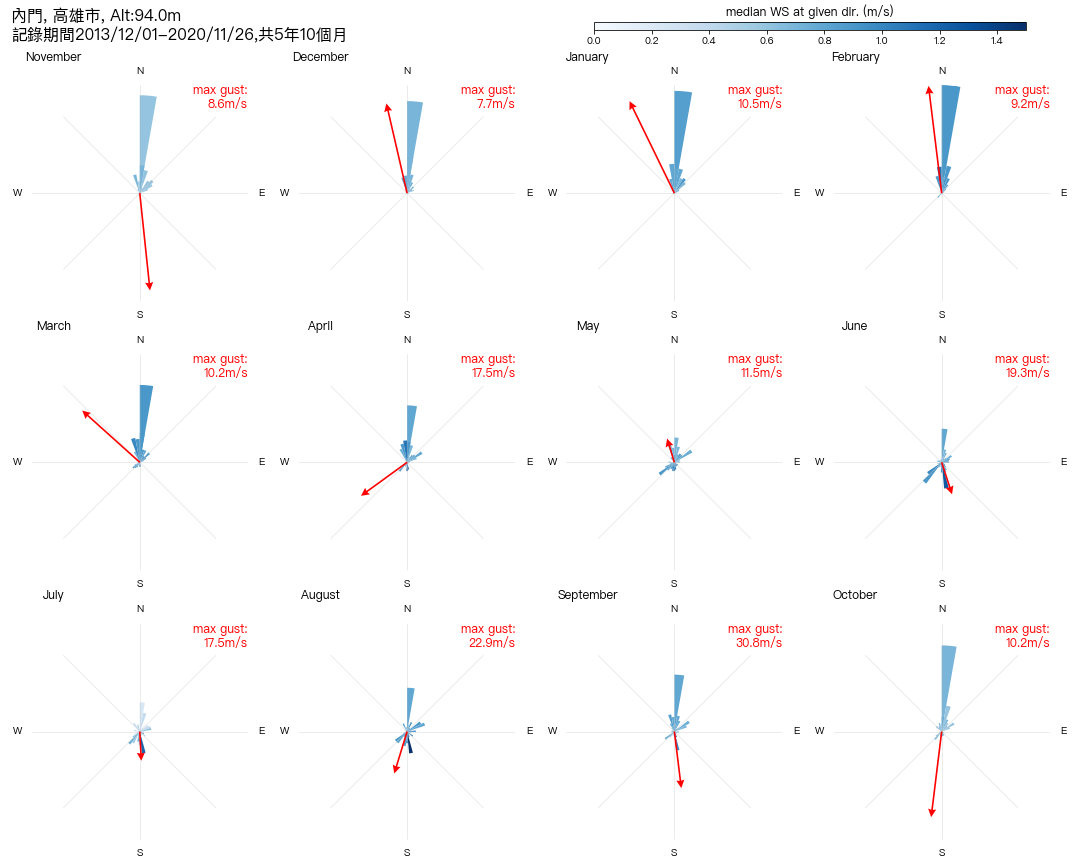 內門, 高雄市, Alt:94.0m
記錄期間2013/12/01−2020/11/26,共5年10個月
median WS at given dir. (m/s)
0.0 0.2 0.4 0.6 0.8 1.0 1.2 1.4
November
N
max gust:
8.6m/s
W
E
S
December
N
max gust:
7.7m/s
W
E
January
N
max gust:
10.5m/s
W
E
February
N
max gust:
9.2m/s
W
E
S
March
N
max gust:
10.2m/s
W
E
S
April
N
max gust:
17.5m/s
W
E
S
May
N
max gust:
11.5m/s
W
E
S
June
N
max gust:
19.3m/s
W
E
S
July
N
max gust:
17.5m/s
W
E
S
August
N
max gust:
22.9m/s
W
E
S
September
N
max gust:
30.8m/s
W
E
S
October
N
max gust:
10.2m/s
W
E
S